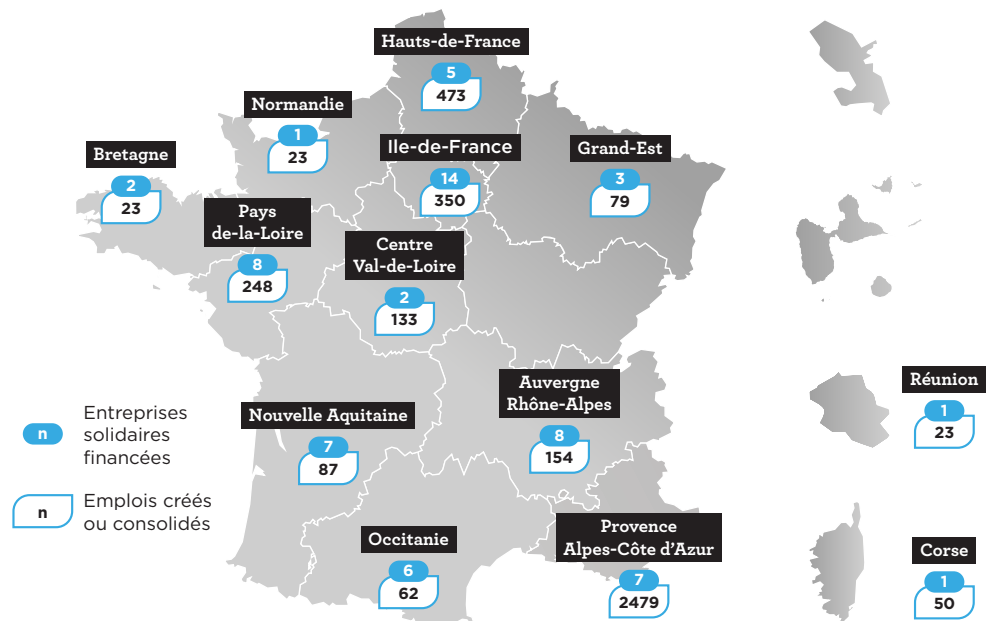 Hauts-de-France
5
473
Normandie
1
23
Ile-de-France
14
350
Grand-Est
3
79
Bretagne
2
23
Pays
de-la-Loire
8
248
Centre
Val-de-Loire
2
133
Auvergne
Rhône-Alpes
8
154
Réunion
1
23
Nouvelle Aquitaine
7
87
n
Entreprises
solidaires
financées
n
Emplois créés
ou consolidés
Occitanie
6
62
Provence
Alpes-Côte d'Azur
7
2479
Corse
1
50